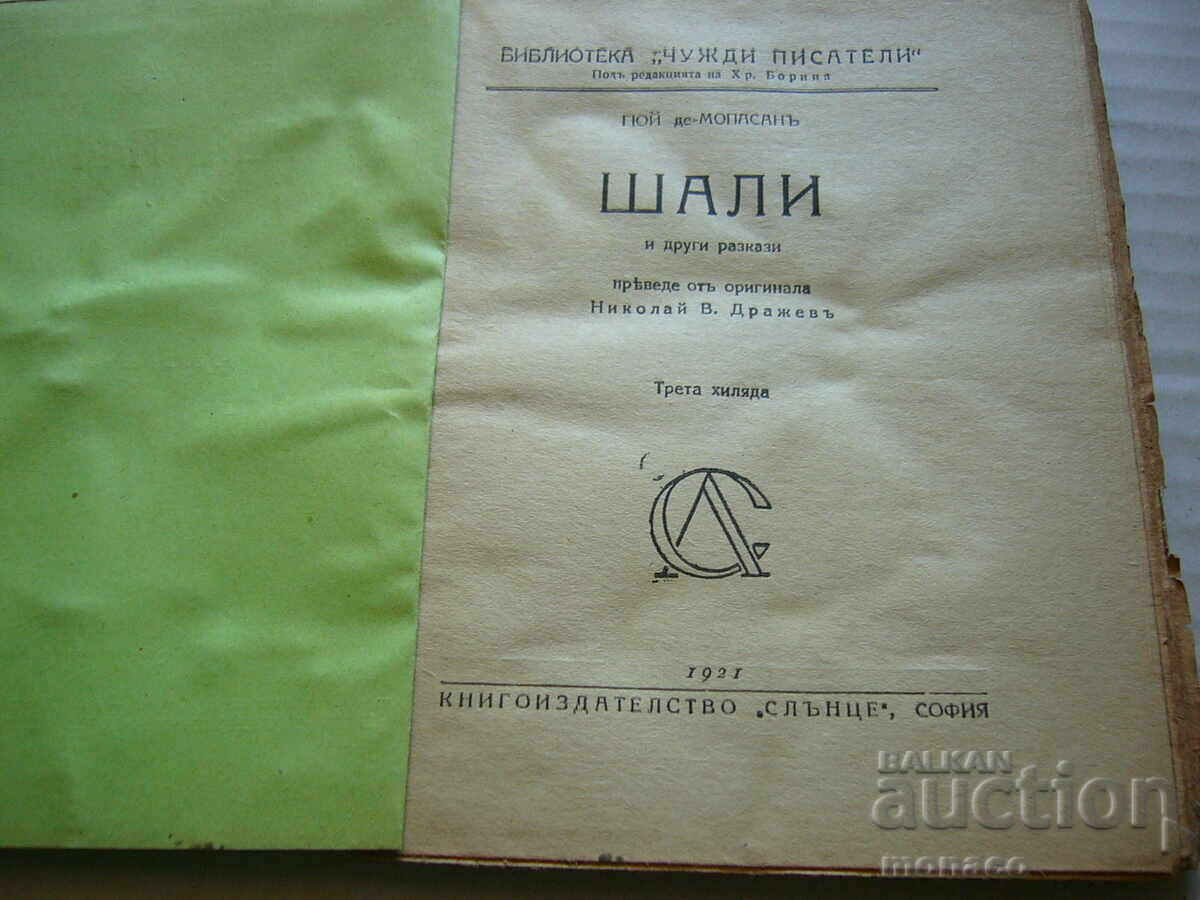 БИБЛИОТЕКА „ЧУЖДИ ПИСАТЕЛИ“
Подъ редакцията на Хр. Борина
ГЮЙ де-МОПАСАНЪ
ШАЛИ
и други разкази
прѣведе отъ оригинала
Николай В. Дражевъ
Трета хиляда
1921
КНИГОИЗДАТЕЛСТВО „СЛЪНЦЕ“, СОФИЯ
BALKAN
auction
monaco